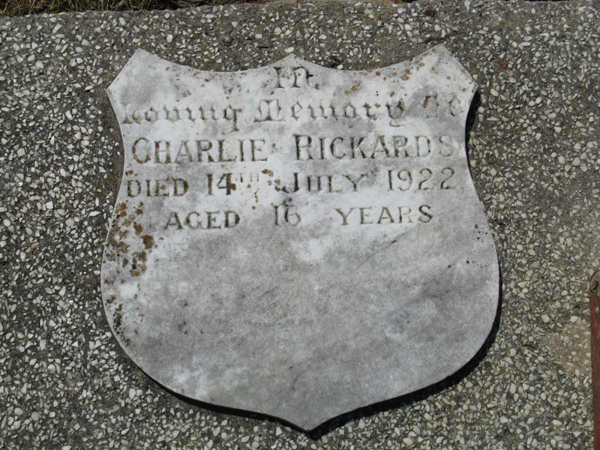 In
Loving Memory Of
CHARLIE RICKARDS
DIED 14TH JULY 1922
AGED 16 YEARS